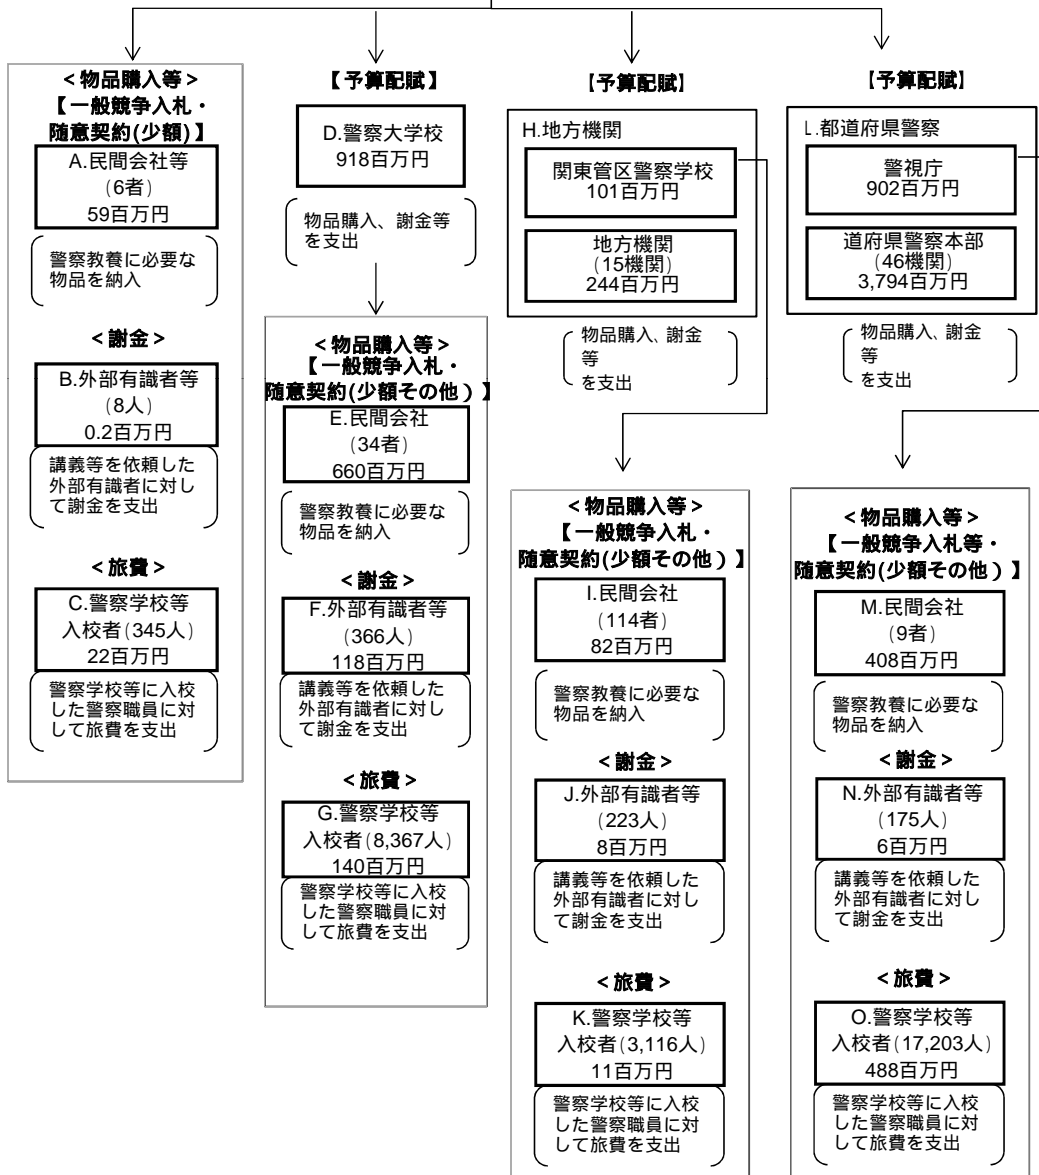 ＜物品購入等＞
【一般競争入札・
随意契約(少額)】
A.民間会社等
(6者)
59百万円
警察教養に必要な
物品を納入
＜謝金＞
B.外部有識者等
(8人)
0.2百万円
講義等を依頼した
外部有識者に対し
て謝金を支出
＜旅費＞
C.警察学校等
入校者(345人)
22百万円
警察学校等に入校
した警察職員に対
して旅費を支出
【予算配賦】
D.警察大学校
918百万円
物品購入、謝金等
を支出
＜物品購入等＞
【一般競争入札・
随意契約(少額その他）】
E.民間会社
(34者)
660百万円
警察教養に必要な
物品を納入
＜謝金＞
F.外部有識者等
(366人)
118百万円
講義等を依頼した
外部有識者に対し
て謝金を支出
＜旅費＞
G.警察学校等
入校者(8,367人)
140百万円
警察学校等に入校
した警察職員に対
して旅費を支出
【予算配賦】
H.地方機関
関東管区警察学校
101百万円
地方機関
(15機関)
244百万円
物品購入、謝金
等
を支出
＜物品購入等＞
【一般競争入札・
随意契約(少額その他）】
I.民間会社
(114者)
82百万円
警察教養に必要な
物品を納入
＜謝金＞
J.外部有識者等
(223人)
8百万円
講義等を依頼した
外部有識者に対し
て謝金を支出
＜旅費＞
K.警察学校等
入校者(3,116人)
11百万円
警察学校等に入校
した警察職員に対
して旅費を支出
【予算配賦】
L.都道府県警察
警視庁
902百万円
道府県警察本部
(46機関)
3,794百万円
物品購入、謝金
等
を支出
＜物品購入等＞
【一般競争入札等・
随意契約(少額その他）】
M.民間会社
(9者)
408百万円
警察教養に必要な
物品を納入
＜謝金＞
N.外部有識者等
(175人)
6百万円
講義等を依頼した
外部有識者に対し
て謝金を支出
＜旅費＞
O.警察学校等
入校者(17,203人)
488百万円
警察学校等に入校
した警察職員に対
して旅費を支出